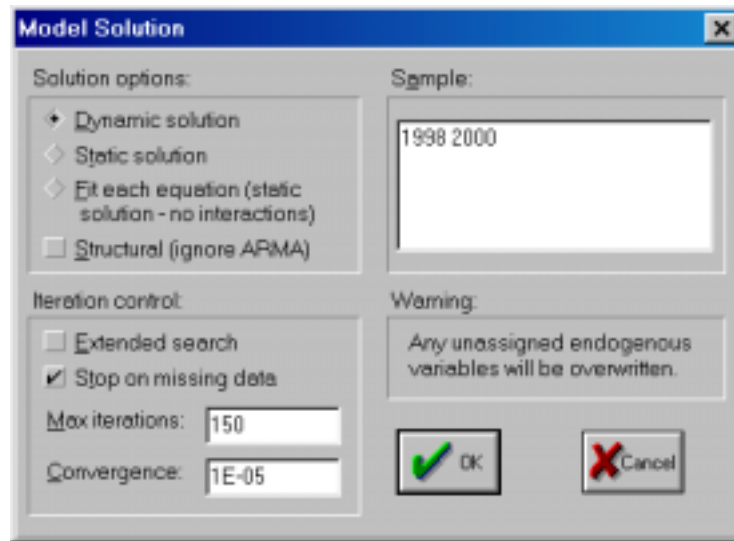 Model Solution
Solution options:
Dynamic solution
Static solution
Fit each equation (static
solution - no interactions)
Structural (ignore ARMA)
Sample:
1998 2000
Iteration control:
Extended search
Stop on missing data
Max iterations: 150
Convergence: 1E-05
Warning:
Any unassigned endogenous
variables will be overwritten.
OK
Cancel